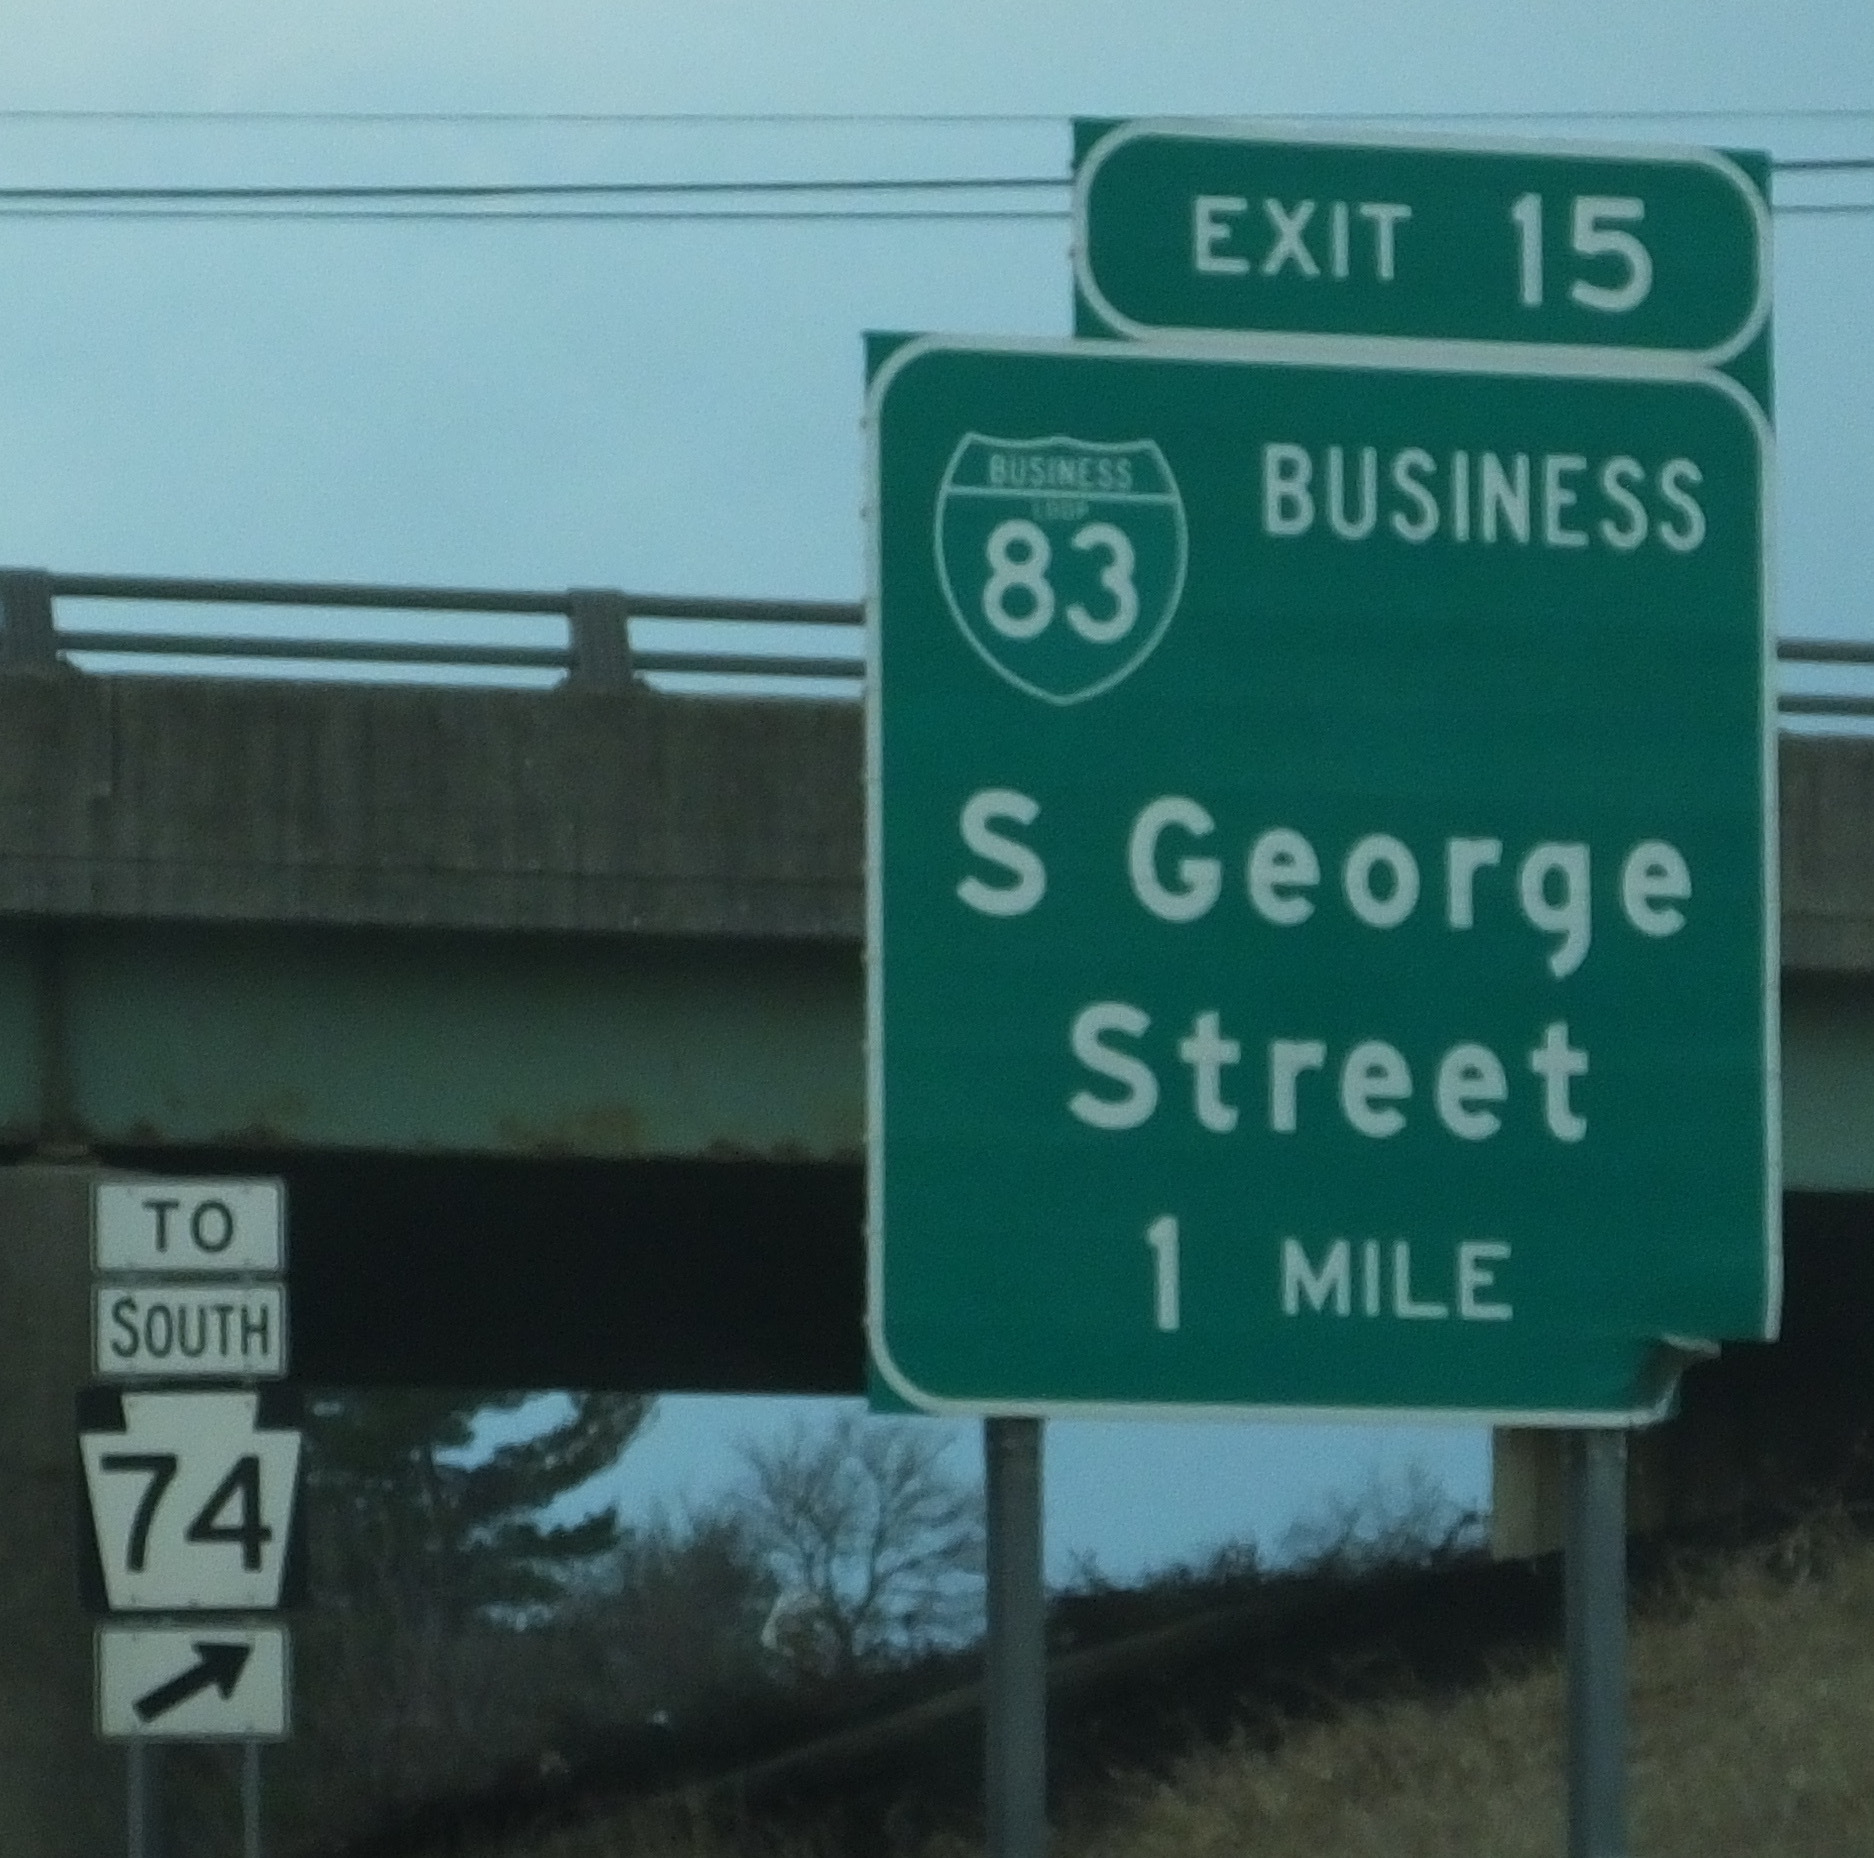 EXIT 15
BUSINESS
LOOP
83
BUSINESS
S George
Street
1 MILE
TO
SOUTH
74